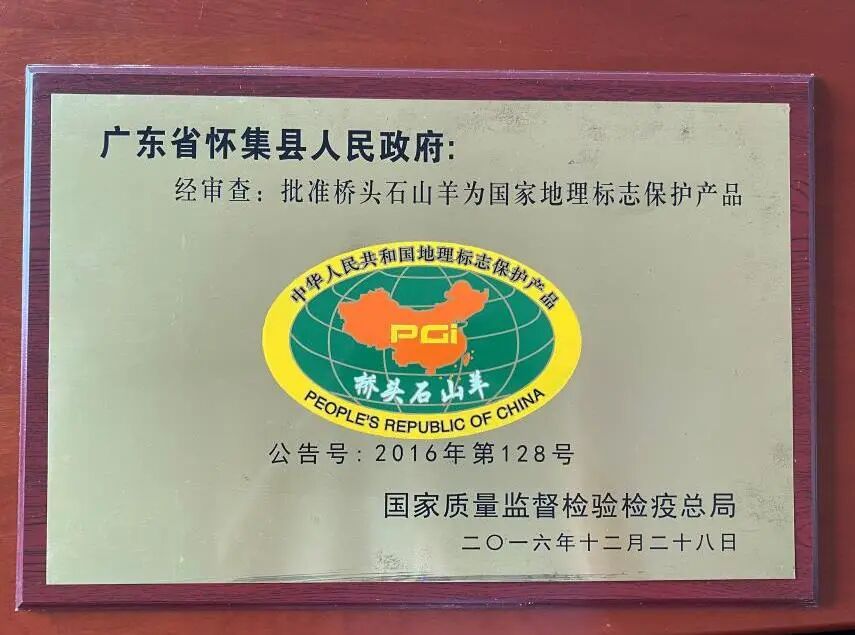 广东省怀集县人民政府:
经审查:批准桥头石山羊为国家地理标志保护产品
中华人民共和国地理标志保护产品
PGi
桥头石山羊
PEOPLE'S REPUBLIC OF CHINA
公告号:2016年第128号
国家质量监督检验检疫总局
二〇一六年十二月二十八日